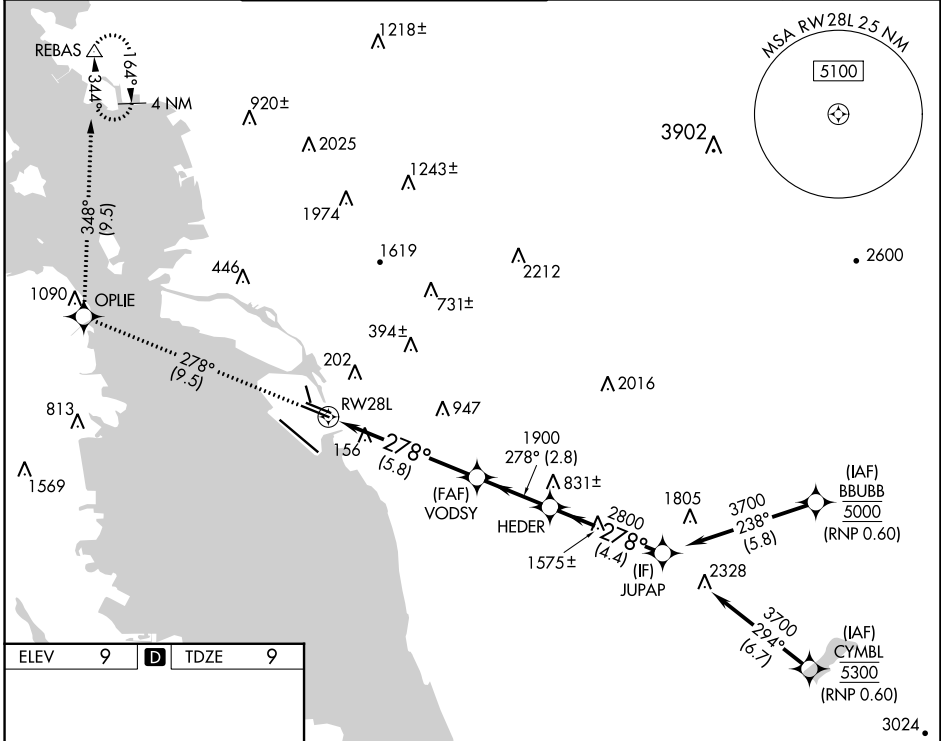 MSA RW28L 25 NM
5100
REBAS
164°
344°
4 NM
1218±
920±
2025
3902
1243±
1974
348°
(9.5)
1619
2212
2600
446
731±
1090
OPLIE
394±
278°
(9.5)
202
2016
RW28L
947
813
156
278°
(5.8)
1900
278° (2.8)
1569
(FAF)
VODSY
831±
HEDER
1575±
2800
278°
(4.4)
1805
3700
238°
(5.8)
(IAF)
BBUBB
5000
(RNP 0.60)
(IF)
JUPAP
2328
3700
294°
(6.7)
(IAF)
CYMBL
5300
(RNP 0.60)
3024
ELEV 9 D TDZE 9